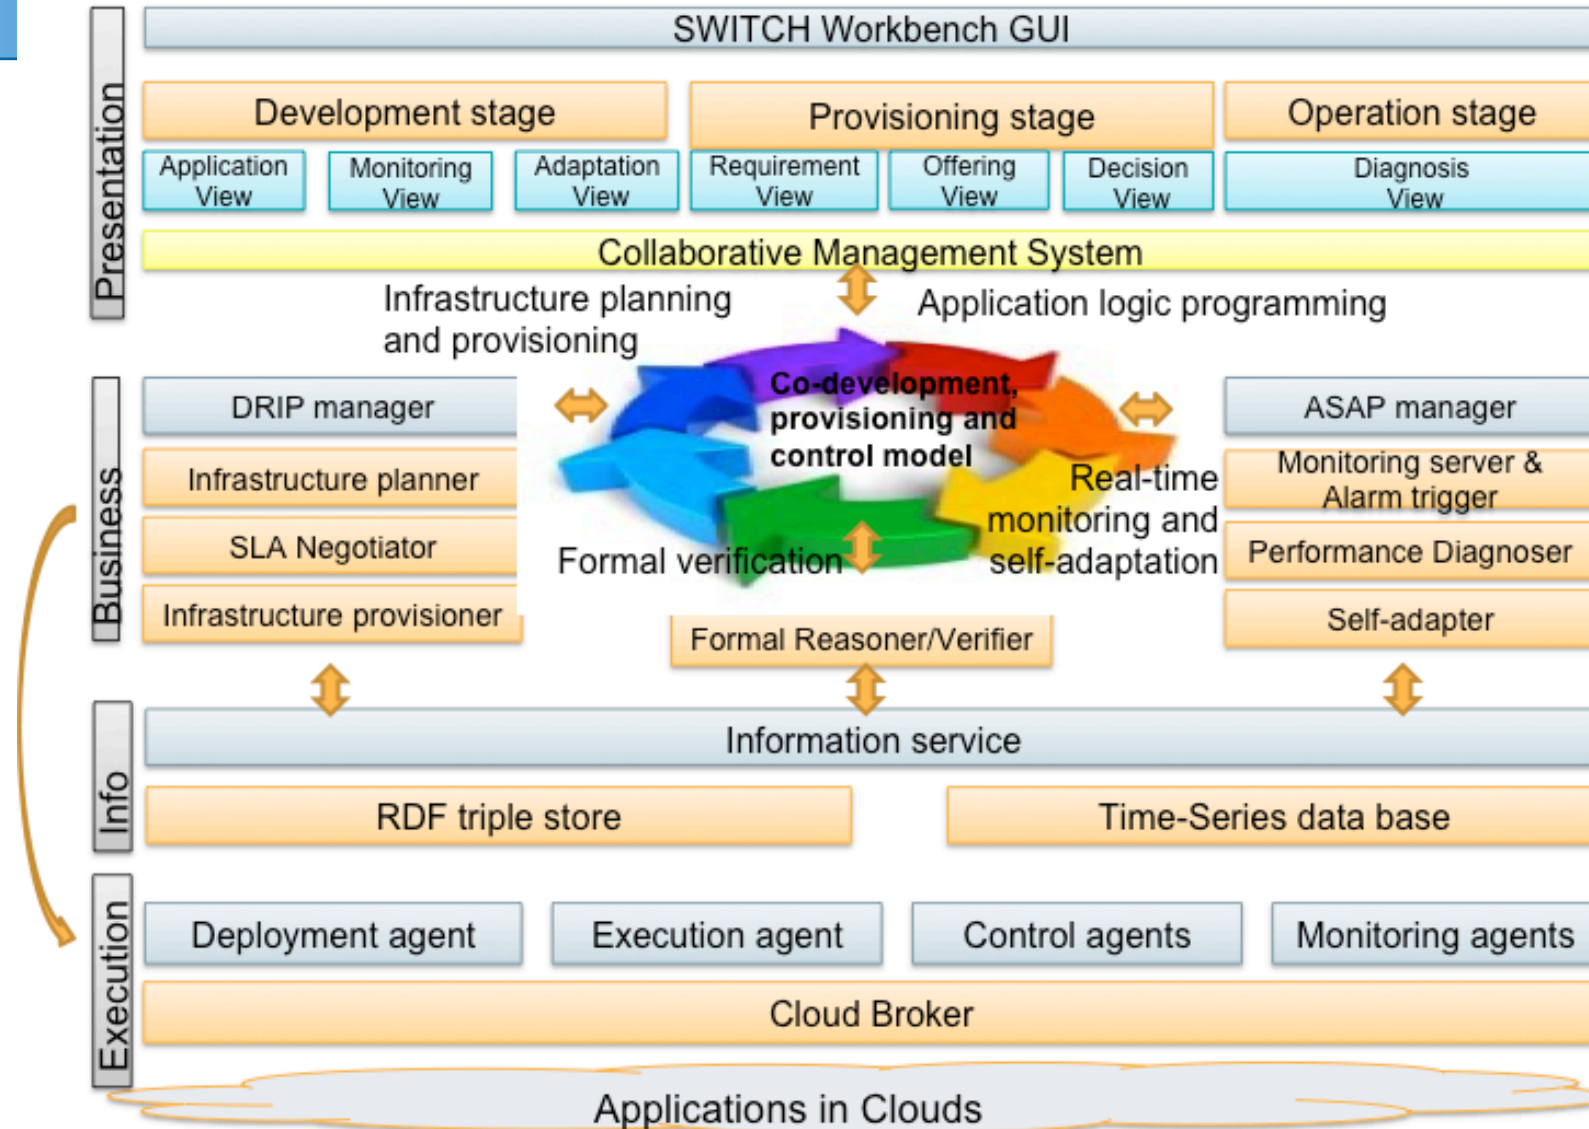 SWITCH Workbench GUI
Presentation
Development stage
Provisioning stage
Operation stage
Application
View
Monitoring
View
Adaptation
View
Requirement
View
Offering
View
Decision
View
Diagnosis
View
Collaborative Management System
Infrastructure planning
and provisioning
Application logic programming
Business
DRIP manager
Infrastructure planner
SLA Negotiator
Infrastructure provisioner
Co-development,
provisioning and
control model
Formal verification
Real-time
monitoring and
self-adaptation
Formal Reasoner/Verifier
ASAP manager
Monitoring server &
Alarm trigger
Performance Diagnoser
Self-adapter
Info
Information service
RDF triple store
Time-Series data base
Execution
Deployment agent
Execution agent
Control agents
Monitoring agents
Cloud Broker
Applications in Clouds